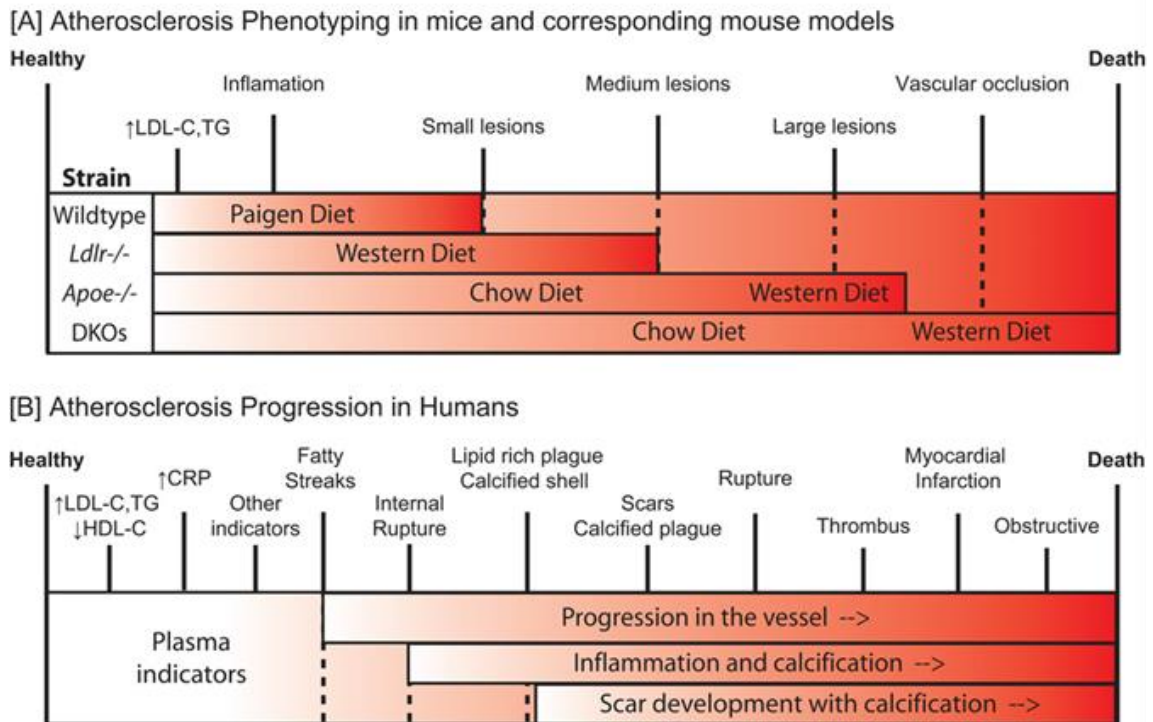 [A] Atherosclerosis Phenotyping in mice and corresponding mouse models
Healthy
Death
Inflamation
Medium lesions
Vascular occlusion
↑LDL-C,TG
Small lesions
Large lesions
Strain
Wildtype
Paigen Diet
Ldlr-/-
Western Diet
Apoe-/-
Chow Diet
Western Diet
DKOs
Chow Diet
Western Diet
[B] Atherosclerosis Progression in Humans
Healthy
Death
↑LDL-C,TG
↓HDL-C
↑CRP
Other
indicators
Fatty
Streaks
Internal
Rupture
Lipid rich plague
Calcified shell
Scars
Calcified plague
Rupture
Thrombus
Myocardial
Infarction
Obstructive
Plasma
indicators
Progression in the vessel -->
Inflammation and calcification -->
Scar development with calcification -->